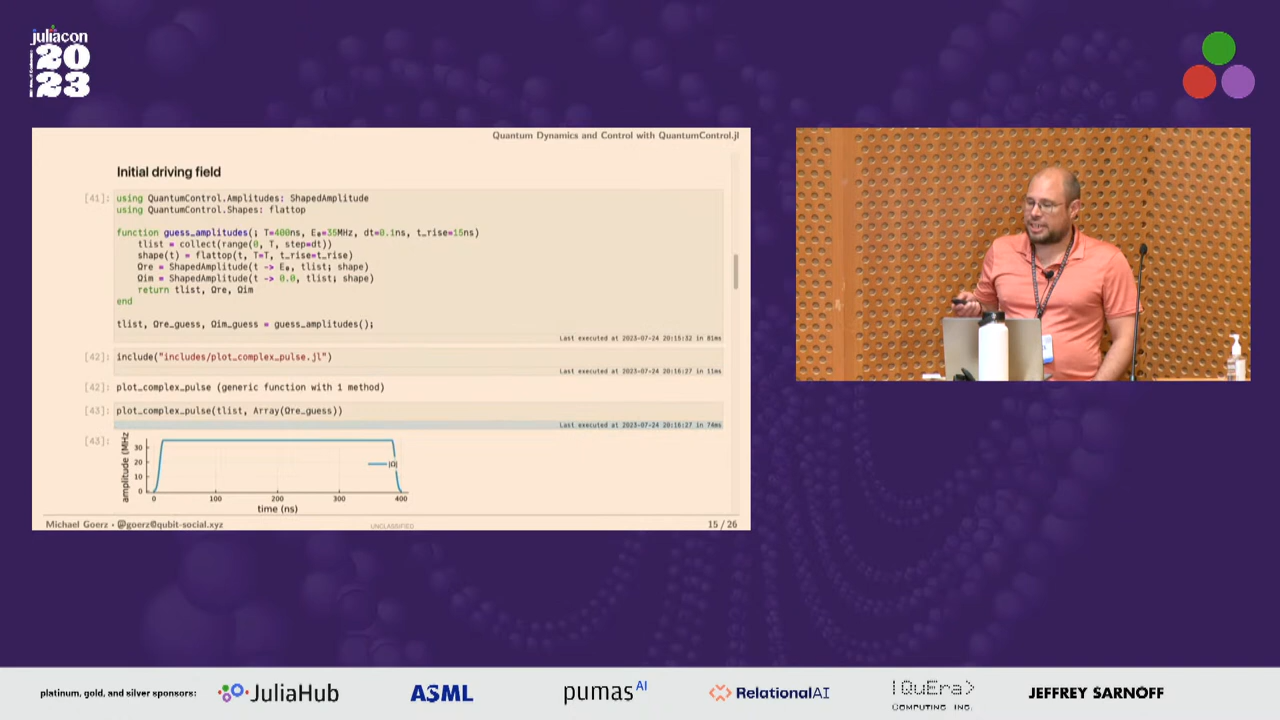 juliacon
2023
Quantum Dynamics and Control with QuantumControl.jl
Initial driving field
[41]: using QuantumControl.Amplitudes: ShapedAmplitude
using QuantumControl.Shapes: flattop
function guess_amplitudes(; T=400ns, E₀=35MHz, dt=0.1ns, t_rise=15ns)
tlist = collect(range(0, T, step=dt))
shape(t) = flattop(t, T=T, t_rise=t_rise)
Ωre = ShapedAmplitude(t -> E₀, tlist; shape)
Ωim = ShapedAmplitude(t -> 0.0, tlist; shape)
return tlist, Ωre, Ωim
end
tlist, Ωre_guess, Ωim_guess = guess_amplitudes();
Last executed at 2023-07-24 20:15:32 in 81ms
[42]: include("includes/plot_complex_pulse.jl")
Last executed at 2023-07-24 20:16:27 in 11ms
[42]: plot_complex_pulse (generic function with 1 method)
[43]: plot_complex_pulse(tlist, Array(Ωre_guess))
Last executed at 2023-07-24 20:16:27 in 74ms
[43]:
amplitude (MHz)
30
20
10
0
|Ω|
0 100 200 300 400
time (ns)
Michael Goerz • @goerz@qubit-social.xyz
UNCLASSIFIED
15 / 26
platinum, gold, and silver sponsors:
JuliaHub
ASML
pumas AI
RelationalAI
|QuEra>
COMPUTING INC.
JEFFREY SARNOFF